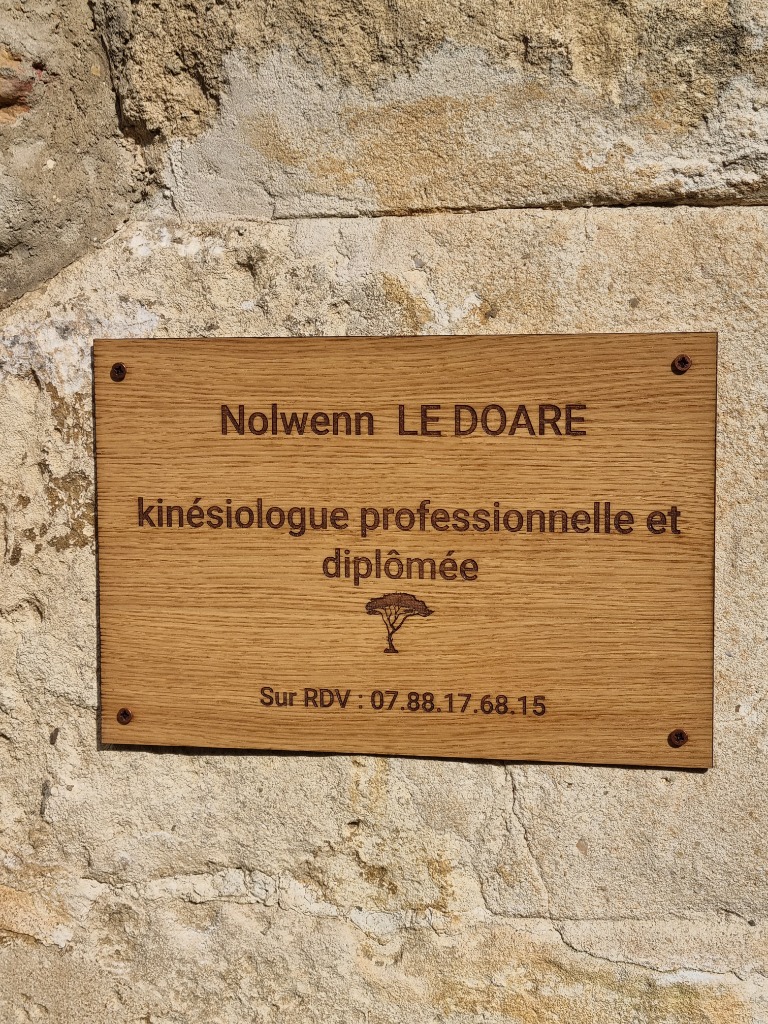 Nolwenn LE DOARE
kinésiologue professionnelle et
diplômée
Sur RDV : 07.88.17.68.15